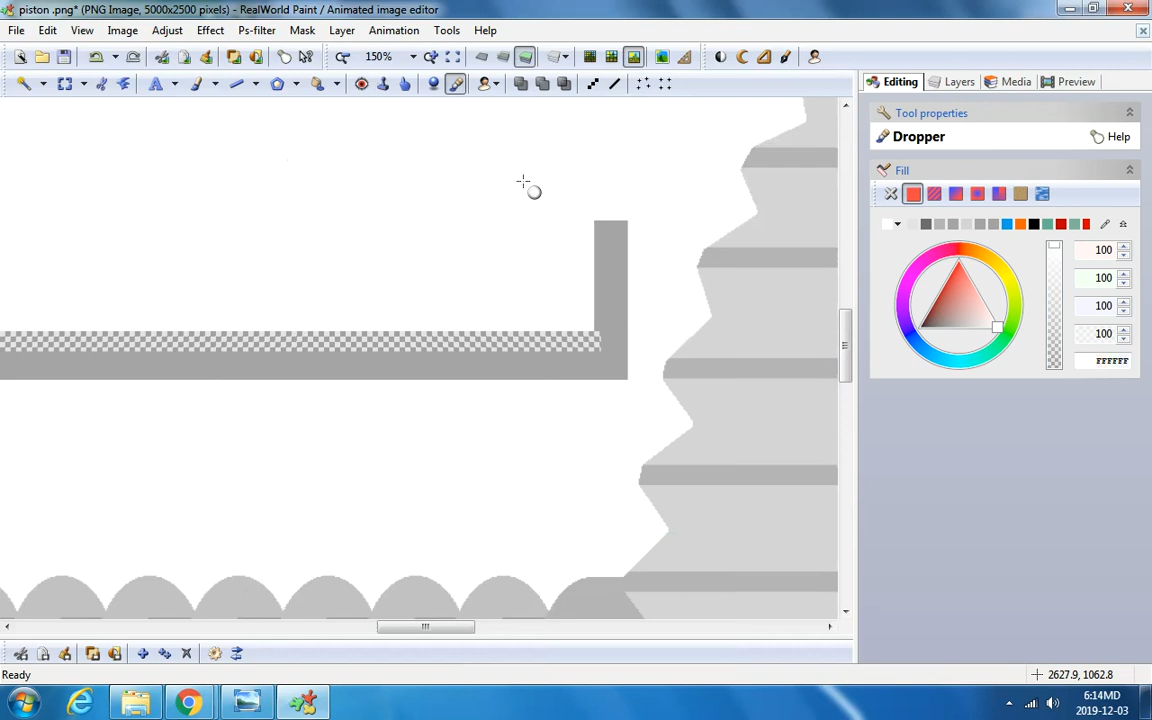 piston .png* (PNG Image, 5000x2500 pixels) - RealWorld Paint / Animated image editor
File Edit View Image Adjust Effect Ps-filter Mask Layer Animation Tools Help
150%
Editing Layers Media Preview
Tool properties
Dropper Help
Fill
100
100
100
100
FFFFFF
Ready
2627.9, 1062.8
6:14MD
2019-12-03